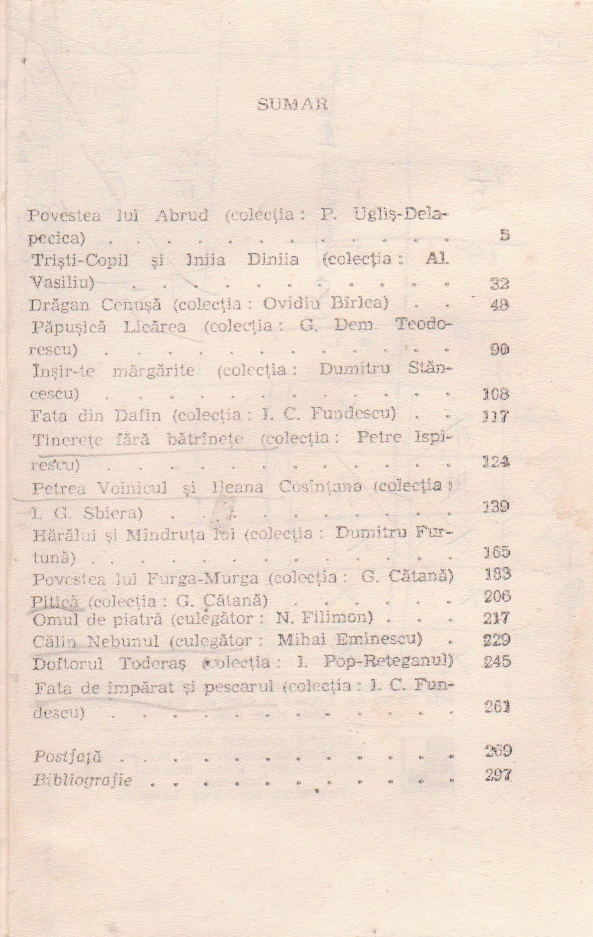 SUMAR
Povestea lui Abrud (colecția : P. Ugliș-Dela-
pecica) . . . . . . . . . . . . 5
Triști-Copil și Iniia Diniia (colecția : Al.
Vasiliu) . . . . . . . . . . . 32
Drăgan Cenușă (colecția : Ovidiu Bîrlea) . . 48
Păpușică Licărea (colecția : G. Dem. Teodo-
rescu) . . . . . . . . . . . . 90
Înșir-te mărgărite (colecția : Dumitru Stăn-
cescu) . . . . . . . . . . . . 108
Fata din Dafin (colecția : I. C. Fundescu) . . 117
Tinerețe fără bătrînețe (colecția : Petre Ispi-
rescu) . . . . . . . . . . . . 124
Petrea Voinicul și Ileana Cosînțana (colecția :
I. G. Sbiera) . . . . . . . . . . 139
Hărălui și Mîndruța lui (colecția : Dumitru Fur-
tună) . . . . . . . . . . . . 165
Povestea lui Furga-Murga (colecția : G. Cătană) 183
Pitică (colecția : G. Cătană) . . . . . . 206
Omul de piatră (culegător : N. Filimon) . . . 217
Călin Nebunul (culegător : Mihai Eminescu) . 229
Doftorul Toderaș (colecția : I. Pop-Reteganul) 245
Fata de împărat și pescarul (colecția : I. C. Fun-
descu) . . . . . . . . . . . . 261
Postfață . . . . . . . . . . . . 269
Bibliografie . . . . . . . . . . . 297